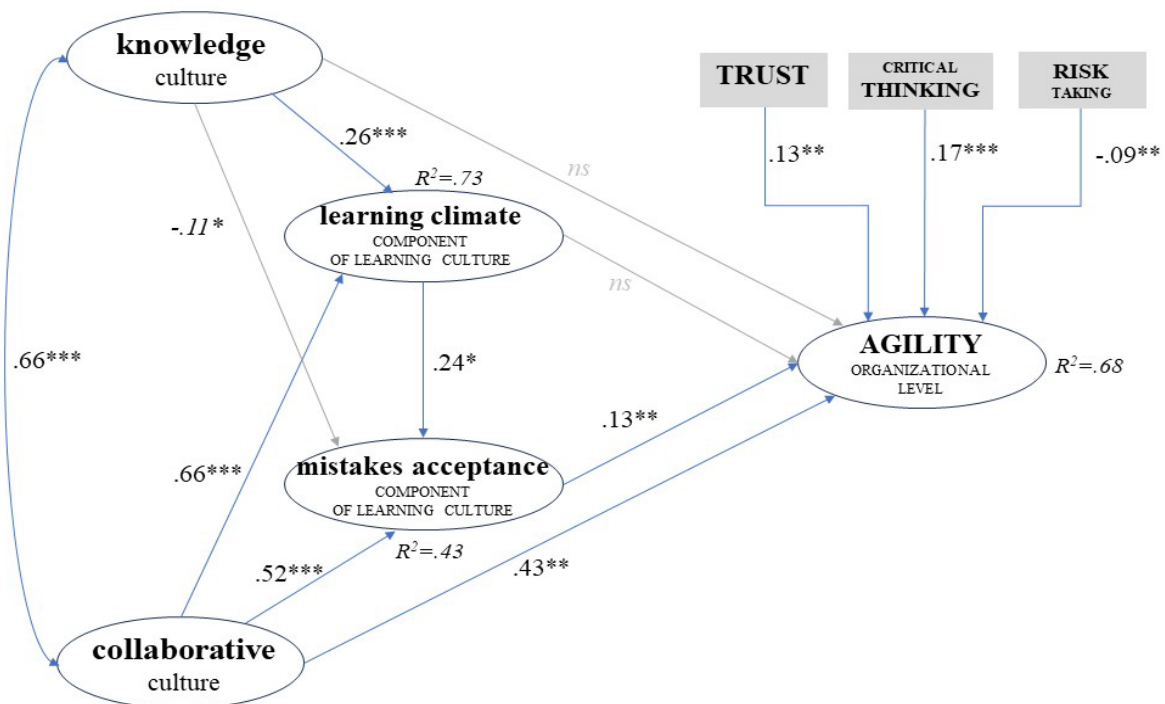 knowledge
culture
TRUST
CRITICAL
THINKING
RISK
TAKING
.26***
ns
.13**
.17***
-.09**
R²=.73
learning climate
COMPONENT
OF LEARNING CULTURE
-.11*
ns
.66***
.24*
AGILITY
ORGANIZATIONAL
LEVEL
R²=.68
.13**
.66***
mistakes acceptance
COMPONENT
OF LEARNING CULTURE
R²=.43
.52***
.43**
collaborative
culture